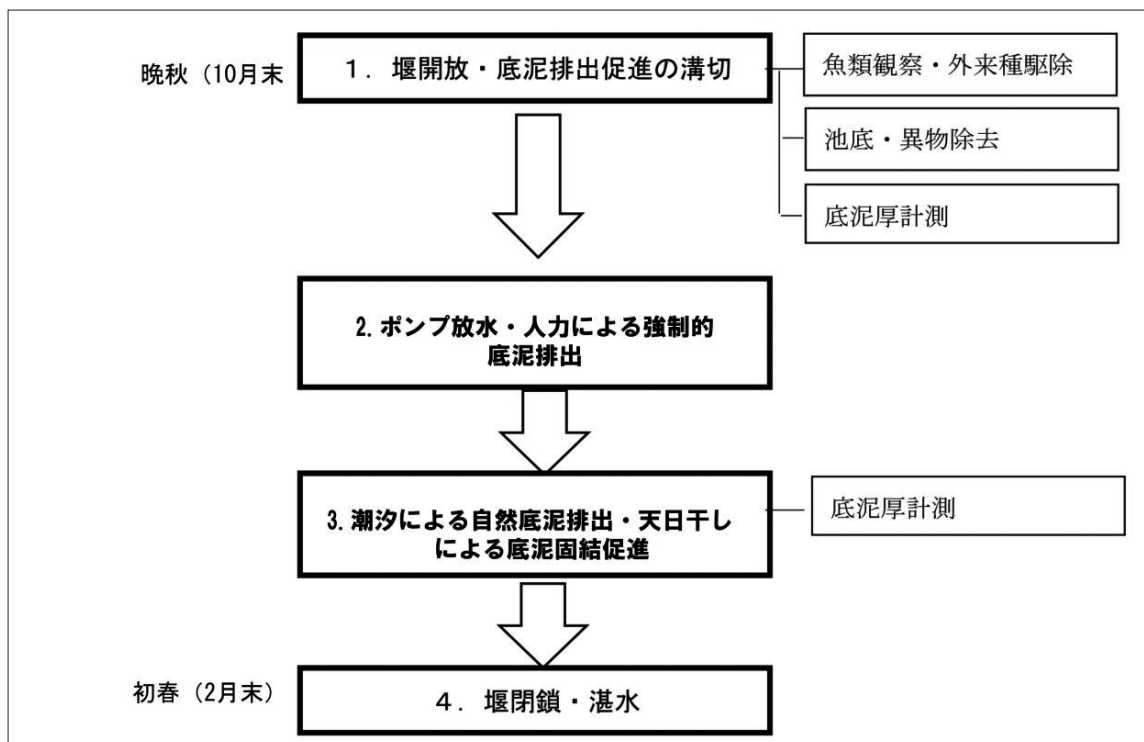 晩秋（10月末
１．堰開放・底泥排出促進の溝切
魚類観察・外来種駆除
池底・異物除去
底泥厚計測
2. ポンプ放水・人力による強制的
底泥排出
3. 潮汐による自然底泥排出・天日干し
による底泥固結促進
底泥厚計測
初春（2月末）
４．堰閉鎖・湛水